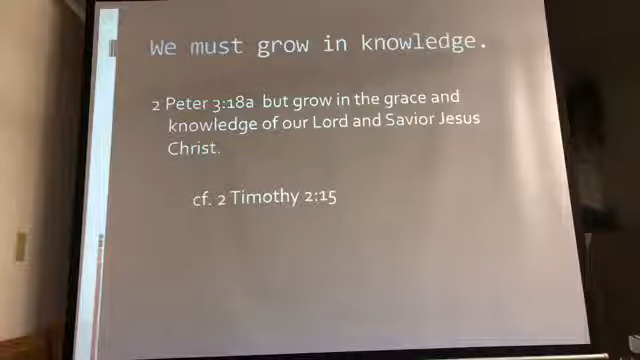 We must grow in knowledge.
2 Peter 3:18a but grow in the grace and
knowledge of our Lord and Savior Jesus
Christ.
cf. 2 Timothy 2:15